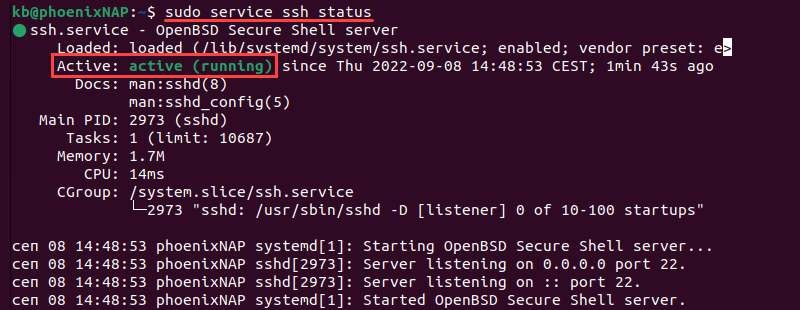 kb@phoenixNAP:~$ sudo service ssh status
● ssh.service - OpenBSD Secure Shell server
Loaded: loaded (/lib/systemd/system/ssh.service; enabled; vendor preset: e>
Active: active (running) since Thu 2022-09-08 14:48:53 CEST; 1min 43s ago
Docs: man:sshd(8)
man:sshd_config(5)
Main PID: 2973 (sshd)
Tasks: 1 (limit: 10687)
Memory: 1.7M
CPU: 14ms
CGroup: /system.slice/ssh.service
└─2973 "sshd: /usr/sbin/sshd -D [listener] 0 of 10-100 startups"
сеп 08 14:48:53 phoenixNAP systemd[1]: Starting OpenBSD Secure Shell server...
сеп 08 14:48:53 phoenixNAP sshd[2973]: Server listening on 0.0.0.0 port 22.
сеп 08 14:48:53 phoenixNAP sshd[2973]: Server listening on :: port 22.
сеп 08 14:48:53 phoenixNAP systemd[1]: Started OpenBSD Secure Shell server.